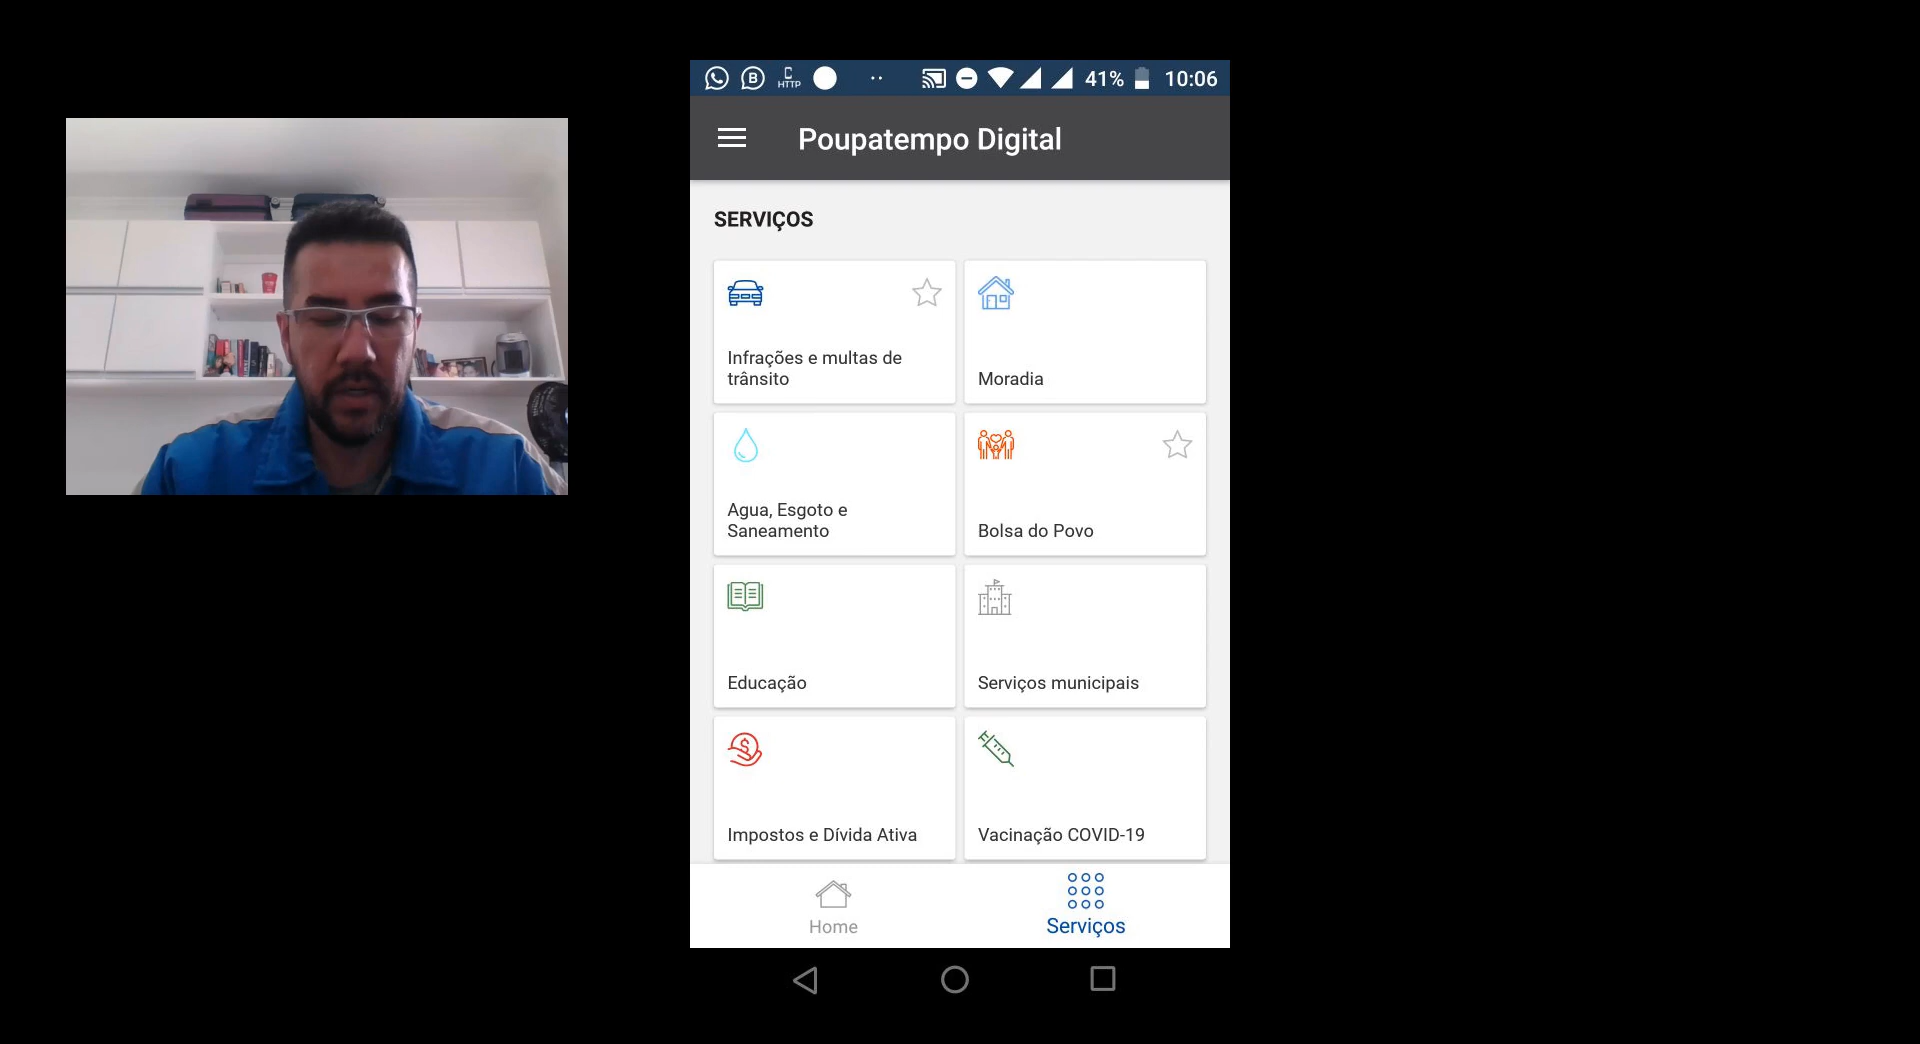 HTTP
41% 10:06
Poupatempo Digital
SERVIÇOS
Infrações e multas de
trânsito
Moradia
Agua, Esgoto e
Saneamento
Bolsa do Povo
Educação
Serviços municipais
Impostos e Dívida Ativa
Vacinação COVID-19
Home
Serviços